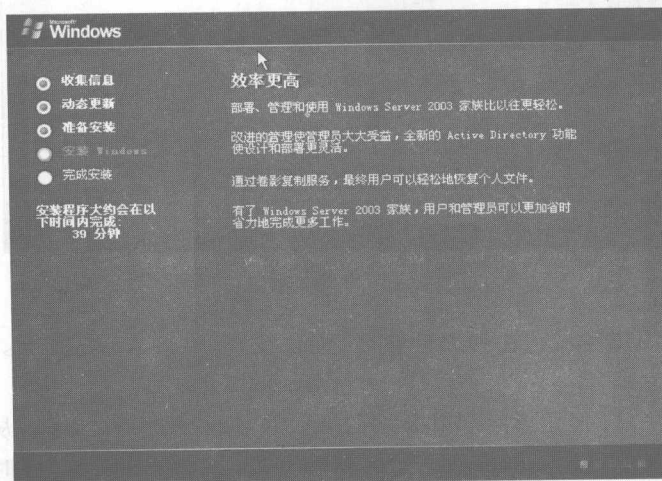 Microsoft
Windows
收集信息
动态更新
准备安装
安装 Windows
完成安装
安装程序大约会在以
下时间内完成:
39 分钟
效率更高
部署、管理和使用 Windows Server 2003 家族比以往更轻松。
改进的管理使管理员大大受益，全新的 Active Directory 功能
使设计和部署更灵活。
通过卷影复制服务，最终用户可以轻松地恢复个人文件。
有了 Windows Server 2003 家族，用户和管理员可以更加省时
省力地完成更多工作。